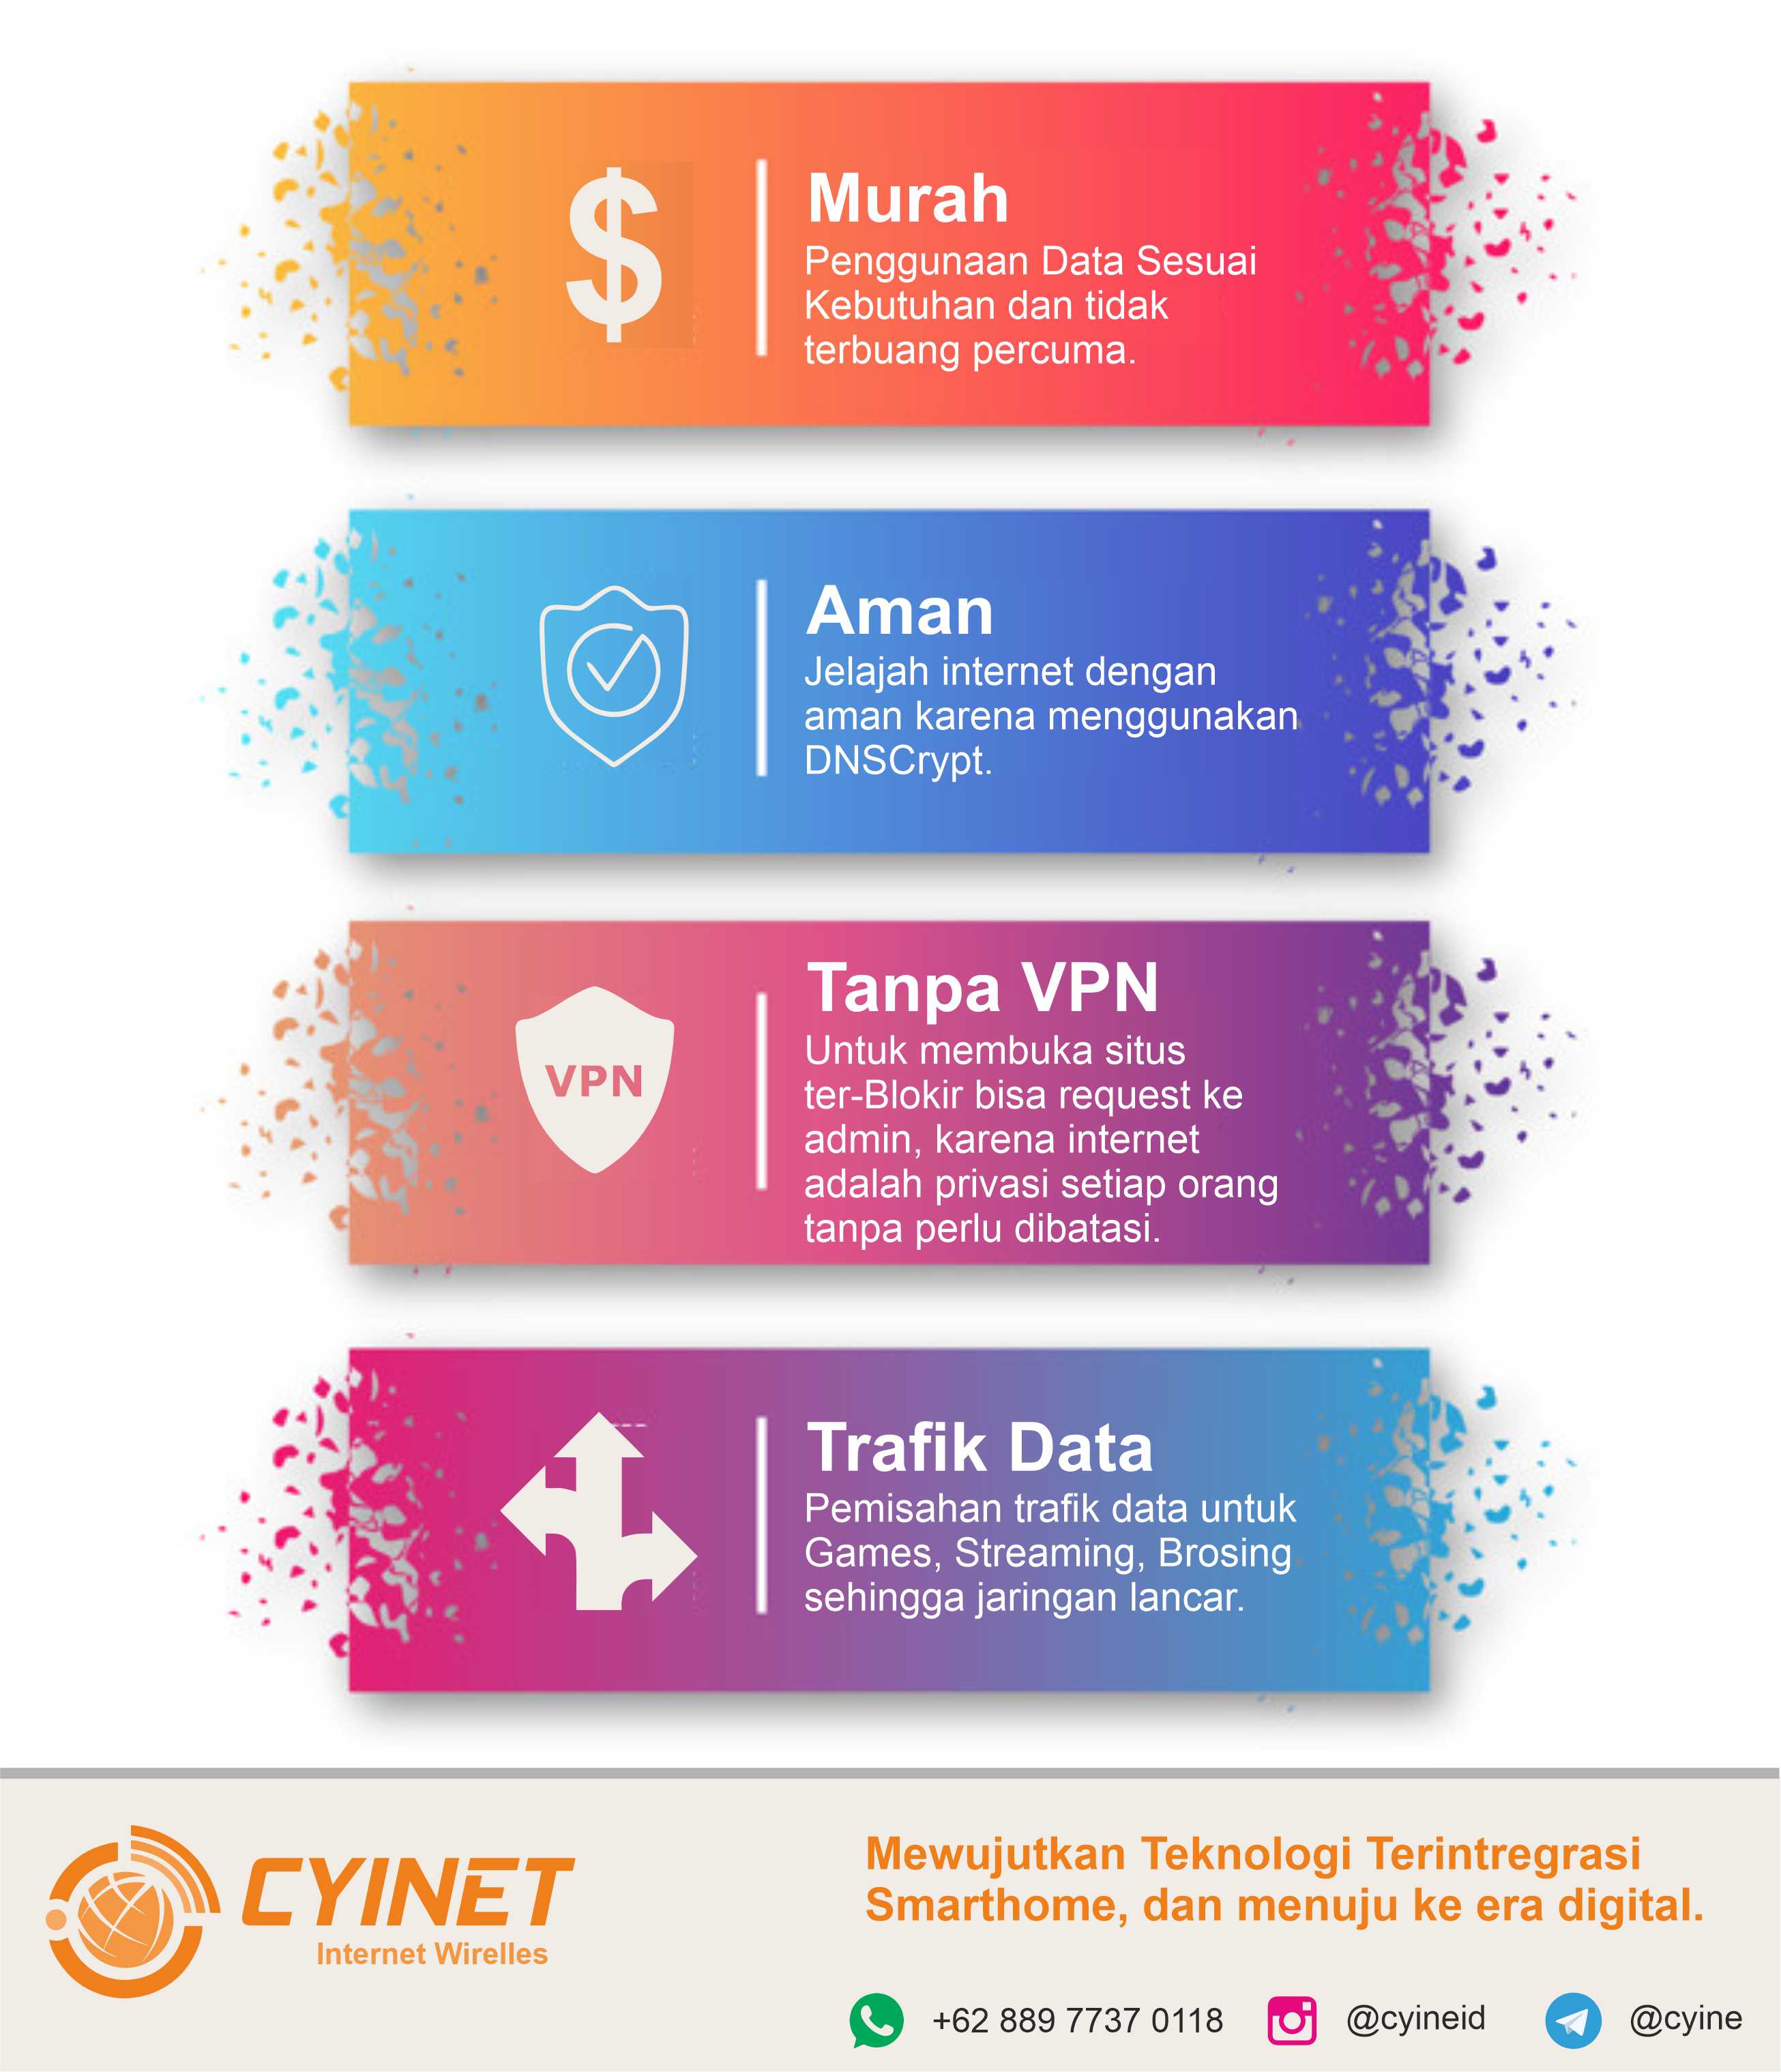 $
Murah
Penggunaan Data Sesuai
Kebutuhan dan tidak
terbuang percuma.
Aman
Jelajah internet dengan
aman karena menggunakan
DNSCrypt.
VPN
Tanpa VPN
Untuk membuka situs
ter-Blokir bisa request ke
admin, karena internet
adalah privasi setiap orang
tanpa perlu dibatasi.
Trafik Data
Pemisahan trafik data untuk
Games, Streaming, Brosing
sehingga jaringan lancar.
CYINET
Internet Wirelles
Mewujutkan Teknologi Terintregrasi
Smarthome, dan menuju ke era digital.
+62 889 7737 0118 @cyineid @cyine